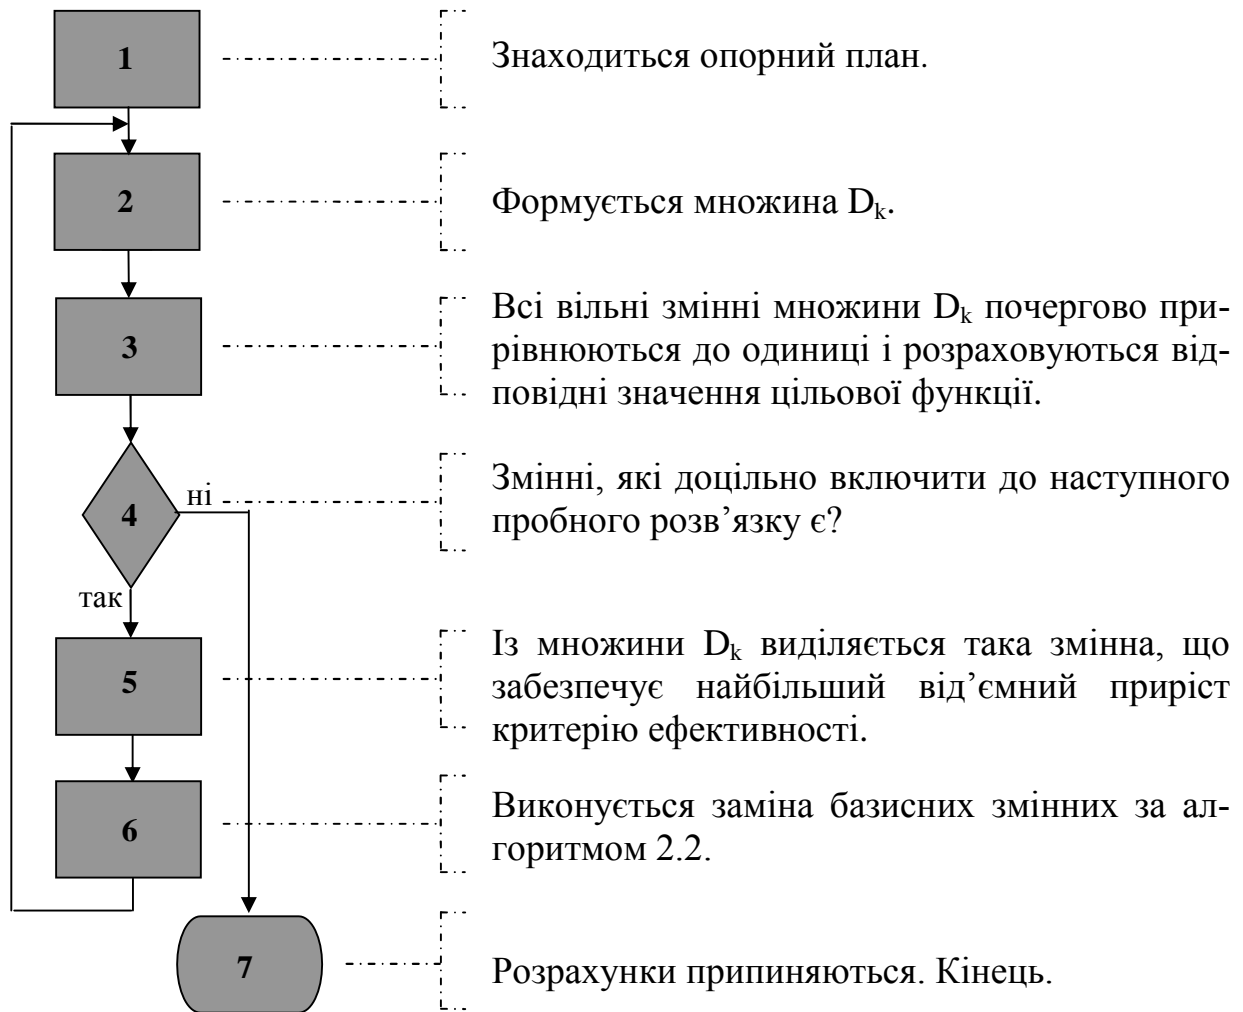 1
Знаходиться опорний план.
2
Формується множина Dk.
3
Всі вільні змінні множини Dk почергово при-
рівнюються до одиниці і розраховуються від-
повідні значення цільової функції.
4
ні
Змінні, які доцільно включити до наступного
пробного розв’язку є?
так
5
Із множини Dk виділяється така змінна, що
забезпечує найбільший від’ємний приріст
критерію ефективності.
6
Виконується заміна базисних змінних за ал-
горитмом 2.2.
7
Розрахунки припиняються. Кінець.